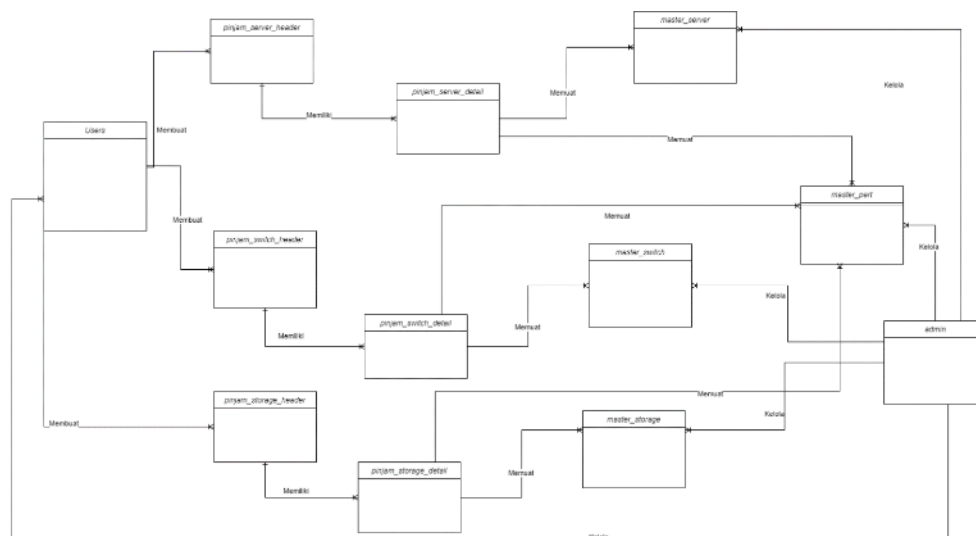 pinjam_server_header
master_server
Kelola
pinjam_server_detail
Memuat
Memiliki
Users
Membuat
Memuat
master_part
Memuat
Membuat
pinjam_switch_header
master_switch
Kelola
Kelola
pinjam_switch_detail
Memuat
Memiliki
admin
pinjam_storage_header
Memuat
Kelola
master_storage
Membuat
pinjam_storage_detail
Memuat
Memiliki